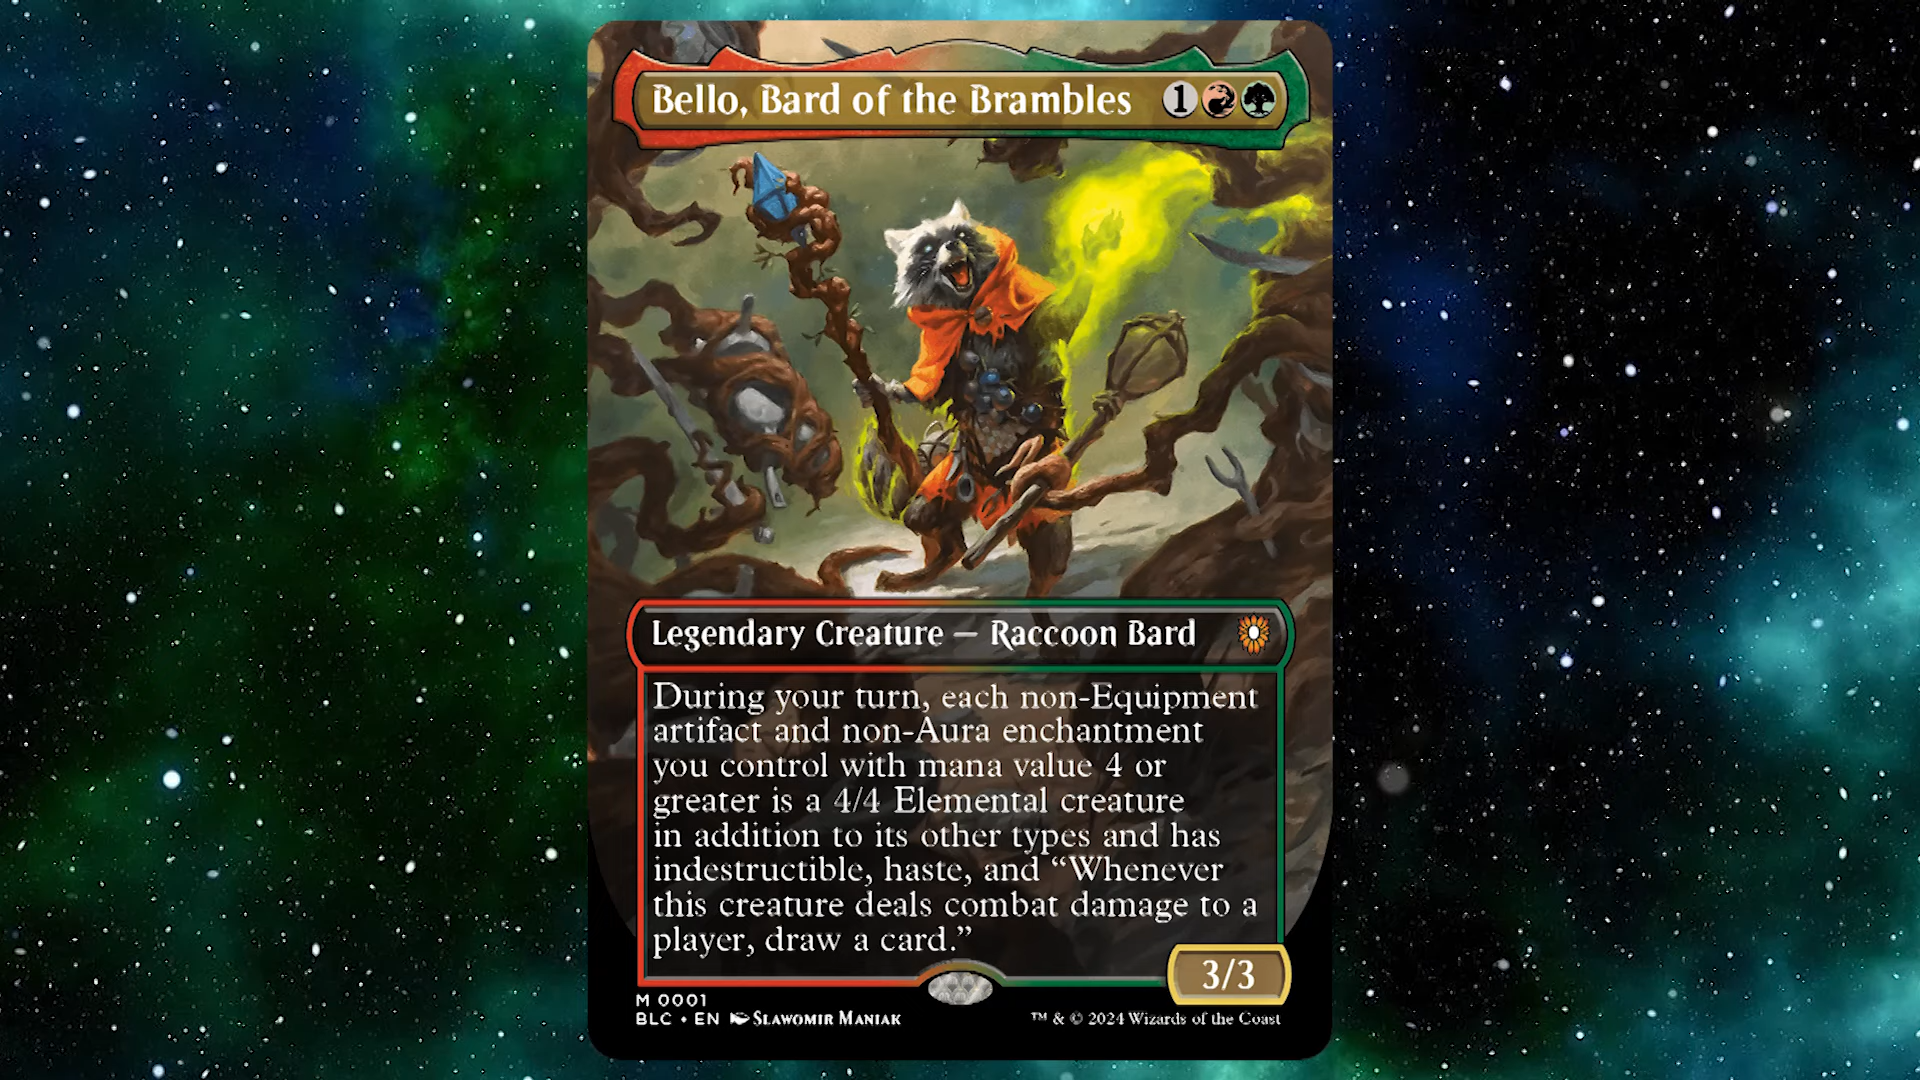 Bello, Bard of the Brambles 1
Legendary Creature — Raccoon Bard
During your turn, each non-Equipment
artifact and non-Aura enchantment
you control with mana value 4 or
greater is a 4/4 Elemental creature
in addition to its other types and has
indestructible, haste, and “Whenever
this creature deals combat damage to a
player, draw a card.”
3/3
M 0001
BLC • EN Slawomir Maniak
™ & © 2024 Wizards of the Coast